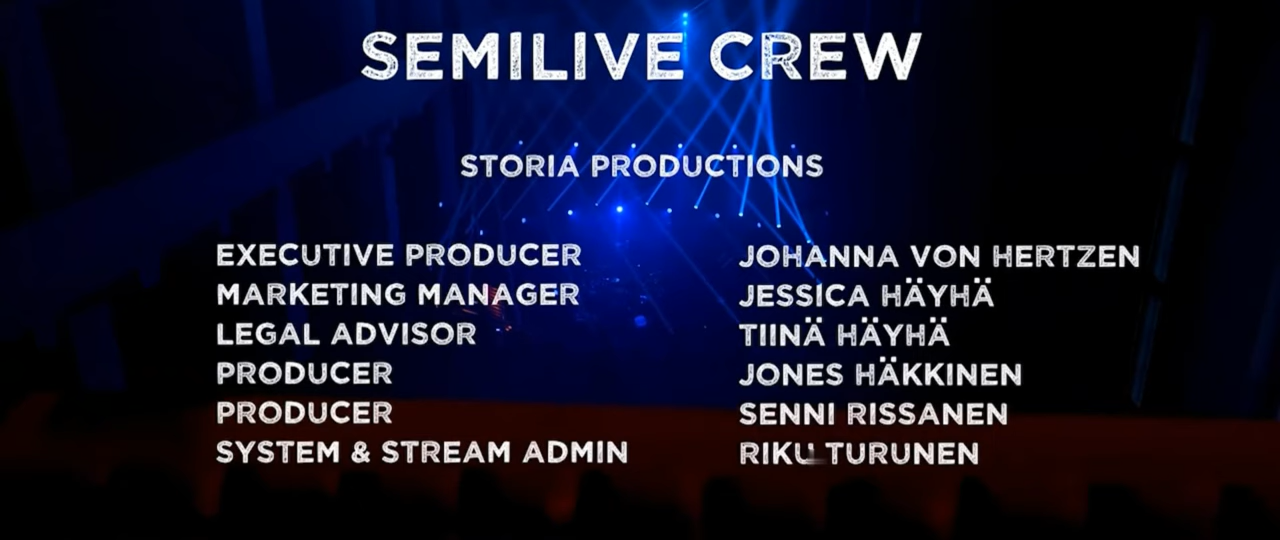 SEMILIVE CREW
STORIA PRODUCTIONS
EXECUTIVE PRODUCER JOHANNA VON HERTZEN
MARKETING MANAGER JESSICA HÄYHÄ
LEGAL ADVISOR TIINÄ HÄYHÄ
PRODUCER JONES HÄKKINEN
PRODUCER SENNI RISSANEN
SYSTEM & STREAM ADMIN RIKU TURUNEN